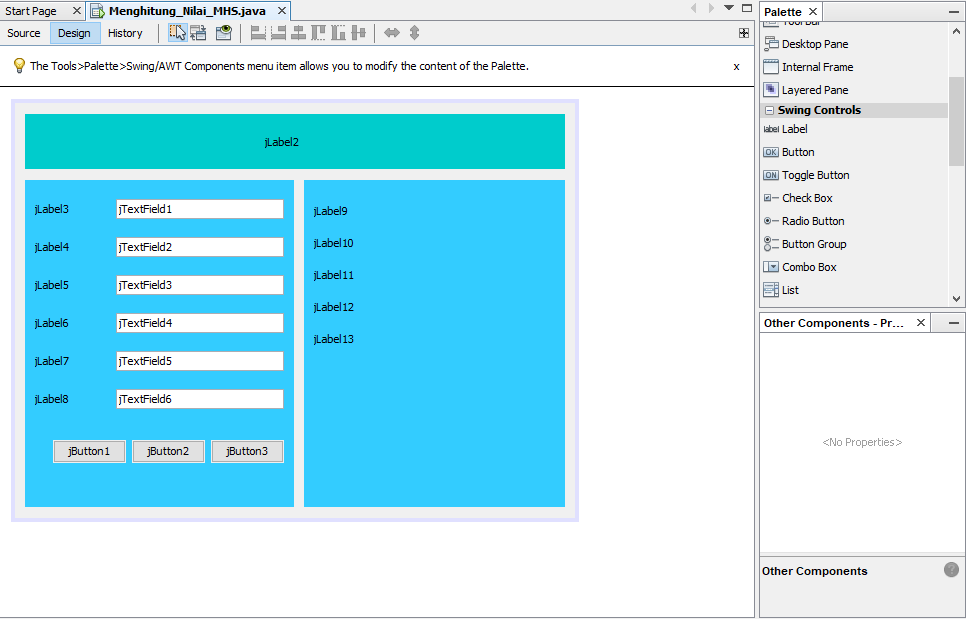 Start Page
Menghitung_Nilai_MHS.java
Source Design History
The Tools>Palette>Swing/AWT Components menu item allows you to modify the content of the Palette.
x
jLabel2
jLabel3 jTextField1
jLabel4 jTextField2
jLabel5 jTextField3
jLabel6 jTextField4
jLabel7 jTextField5
jLabel8 jTextField6
jButton1 jButton2 jButton3
jLabel9
jLabel10
jLabel11
jLabel12
jLabel13
Palette
Desktop Pane
Internal Frame
Layered Pane
Swing Controls
label Label
OK Button
ON Toggle Button
Check Box
Radio Button
Button Group
Combo Box
List
Other Components - Pr...
<No Properties>
Other Components
?